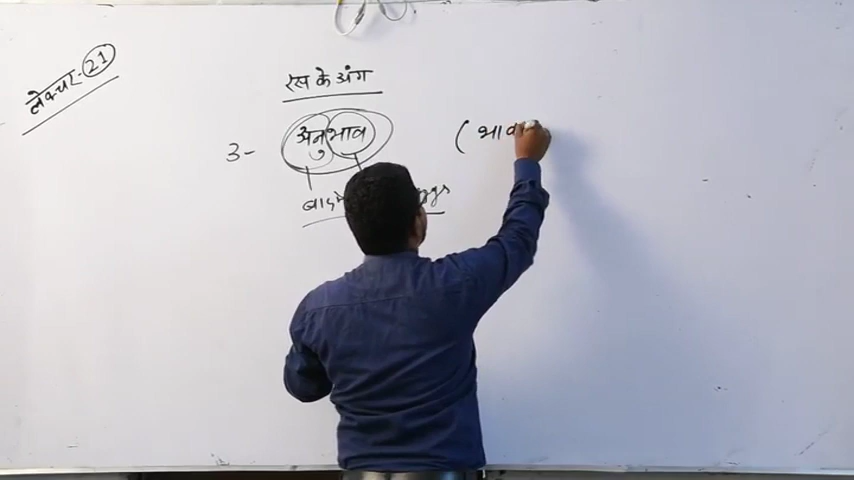 लेक्चर- 21
रस के अंग
3- अनुभाव ( भाव